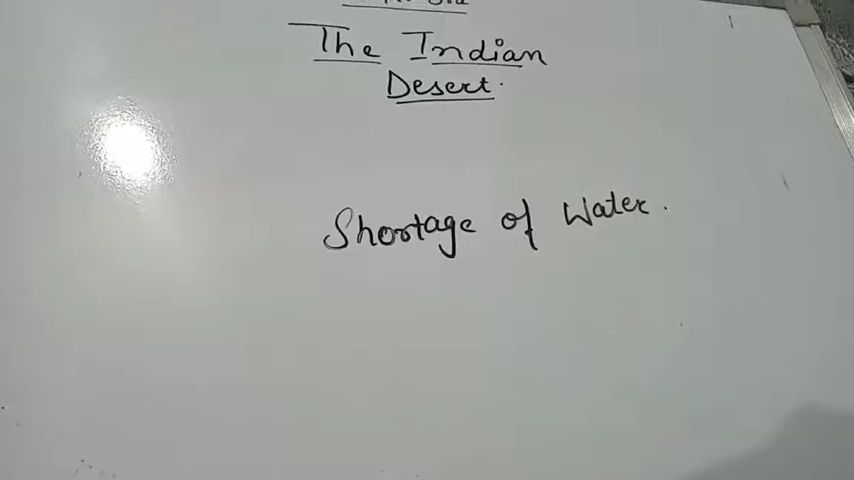 The Indian
Desert.
Shortage of Water.